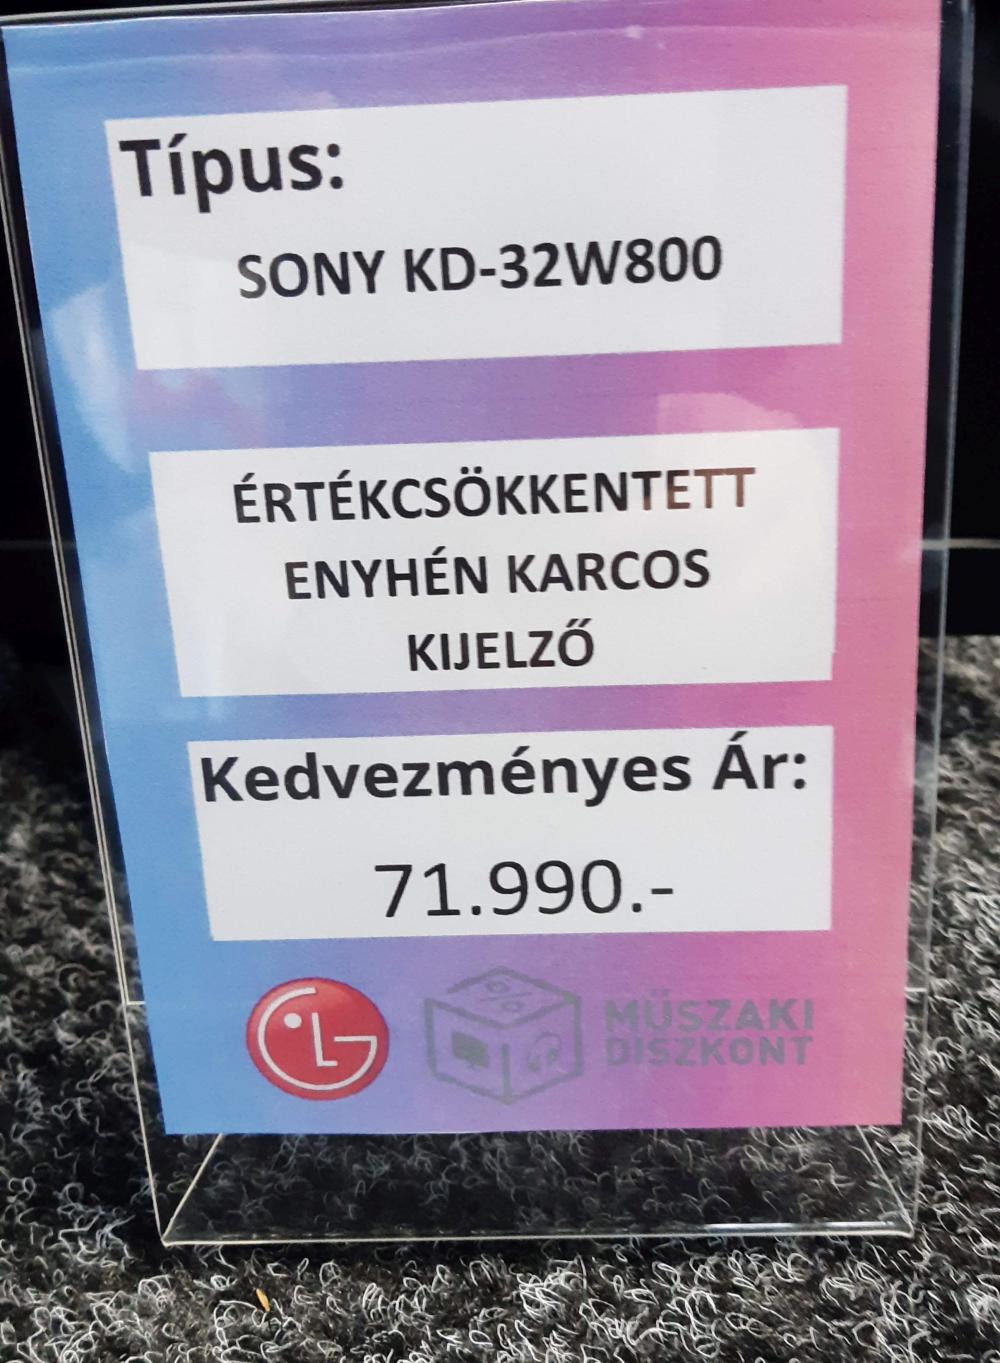 Típus:
SONY KD-32W800
ÉRTÉKCSÖKKENTETT
ENYHÉN KARCOS
KIJELZŐ
Kedvezményes Ár:
71.990.-
LG
%
MŰSZAKI
DISZKONT